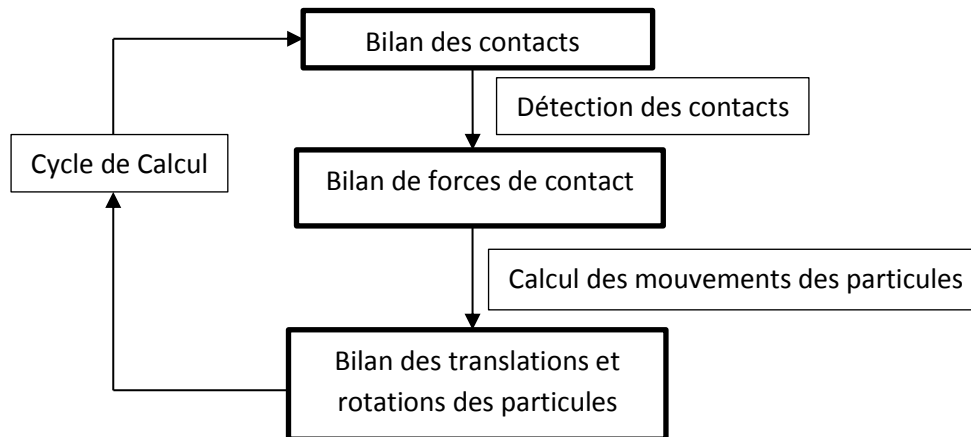 Bilan des contacts
Détection des contacts
Cycle de Calcul
Bilan de forces de contact
Calcul des mouvements des particules
Bilan des translations et
rotations des particules